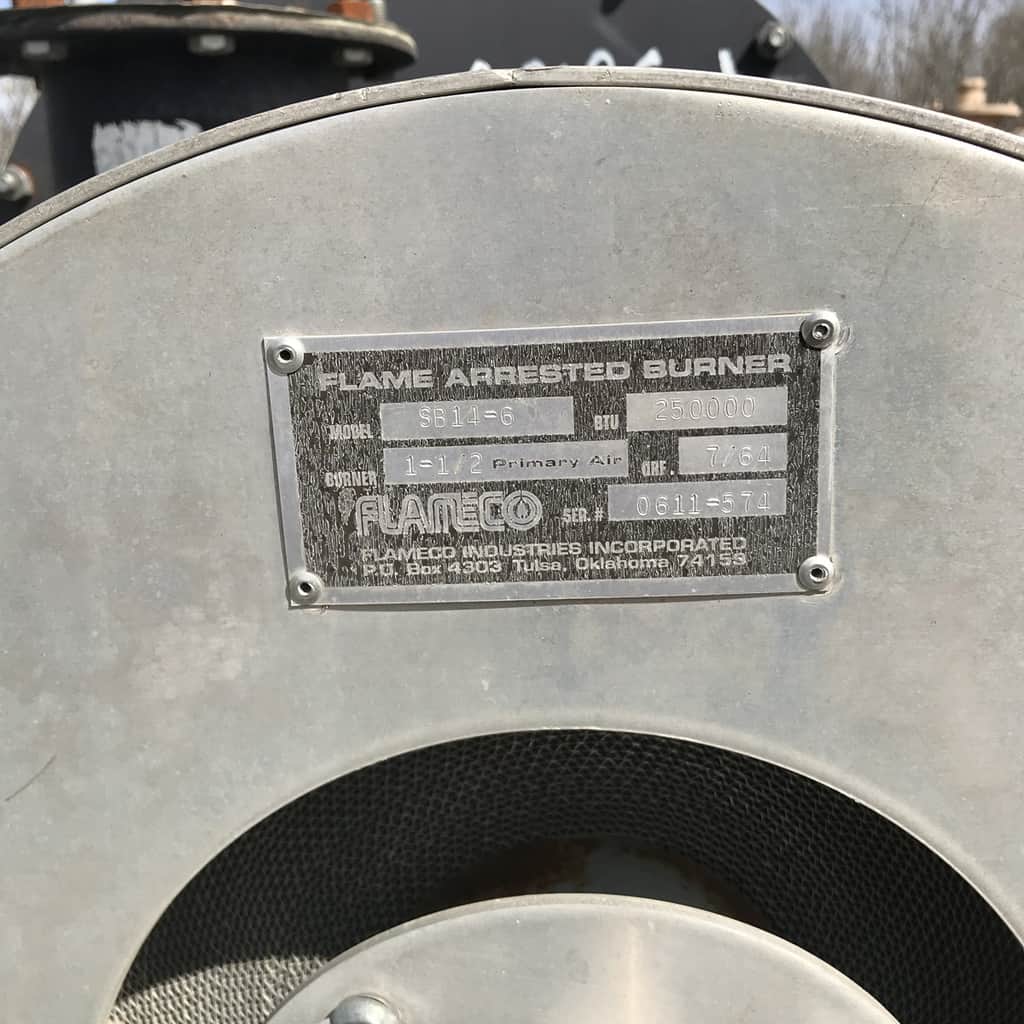 FLAME ARRESTED BURNER
MODEL SB14-6 BTU 250000
BURNER 1-1/2 Primary Air ORF. 7/64
FLAMECO SER. # 0611-574
FLAMECO INDUSTRIES INCORPORATED
P.O. Box 4303 Tulsa, Oklahoma 74153